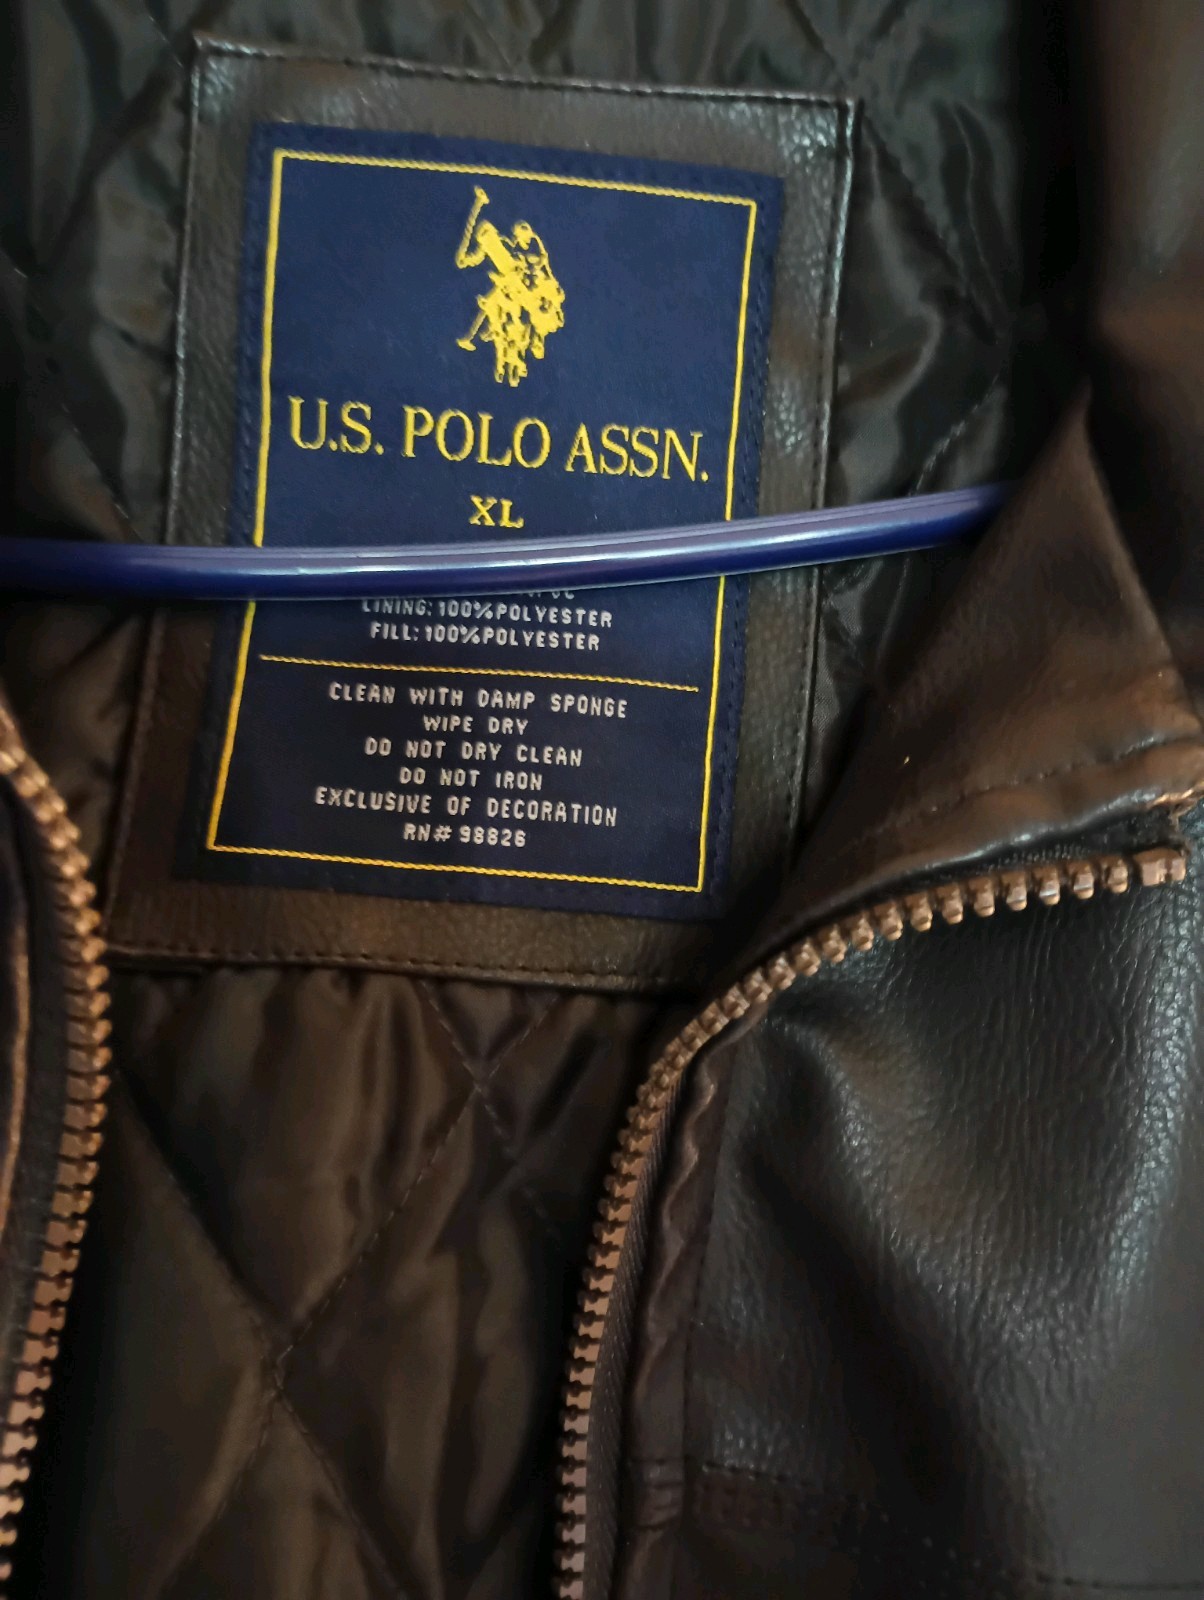 U.S. POLO ASSN.
XL
LINING: 100% POLYESTER
FILL: 100% POLYESTER
CLEAN WITH DAMP SPONGE
WIPE DRY
DO NOT DRY CLEAN
DO NOT IRON
EXCLUSIVE OF DECORATION
RN# 98826